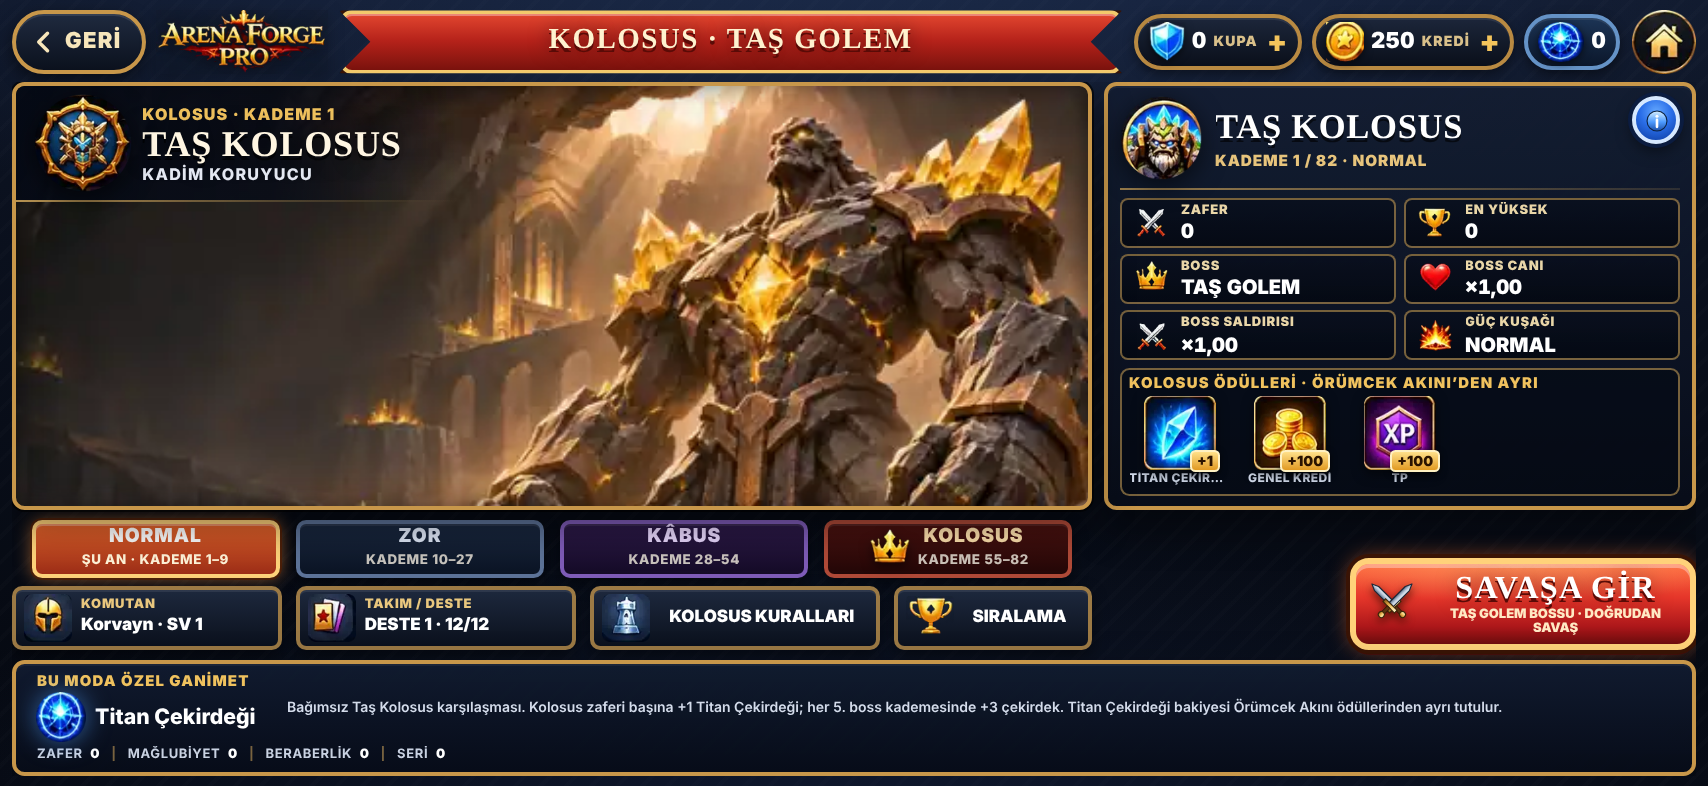 GERİ
ARENA FORGE
PRO
KOLOSUS · TAŞ GOLEM
0 KUPA +
250 KREDİ +
0
KOLOSUS · KADEME 1
TAŞ KOLOSUS
KADİM KORUYUCU
TAŞ KOLOSUS
KADEME 1 / 82 · NORMAL
ZAFER
0
EN YÜKSEK
0
BOSS
TAŞ GOLEM
BOSS CANI
×1,00
BOSS SALDIRISI
×1,00
GÜÇ KUŞAĞI
NORMAL
KOLOSUS ÖDÜLLERİ · ÖRÜMCEK AKINI’DEN AYRI
+1
TİTAN ÇEKİR...
+100
GENEL KREDİ
XP
+100
TP
NORMAL
ŞU AN · KADEME 1–9
ZOR
KADEME 10–27
KÂBUS
KADEME 28–54
KOLOSUS
KADEME 55–82
KOMUTAN
Korvayn · SV 1
TAKIM / DESTE
DESTE 1 · 12/12
KOLOSUS KURALLARI
SIRALAMA
SAVAŞA GİR
TAŞ GOLEM BOSSU · DOĞRUDAN
SAVAŞ
BU MODA ÖZEL GANİMET
Titan Çekirdeği
Bağımsız Taş Kolosus karşılaşması. Kolosus zaferi başına +1 Titan Çekirdeği; her 5. boss kademesinde +3 çekirdek. Titan Çekirdeği bakiyesi Örümcek Akını ödüllerinden ayrı tutulur.
ZAFER 0 | MAĞLUBİYET 0 | BERABERLİK 0 | SERİ 0